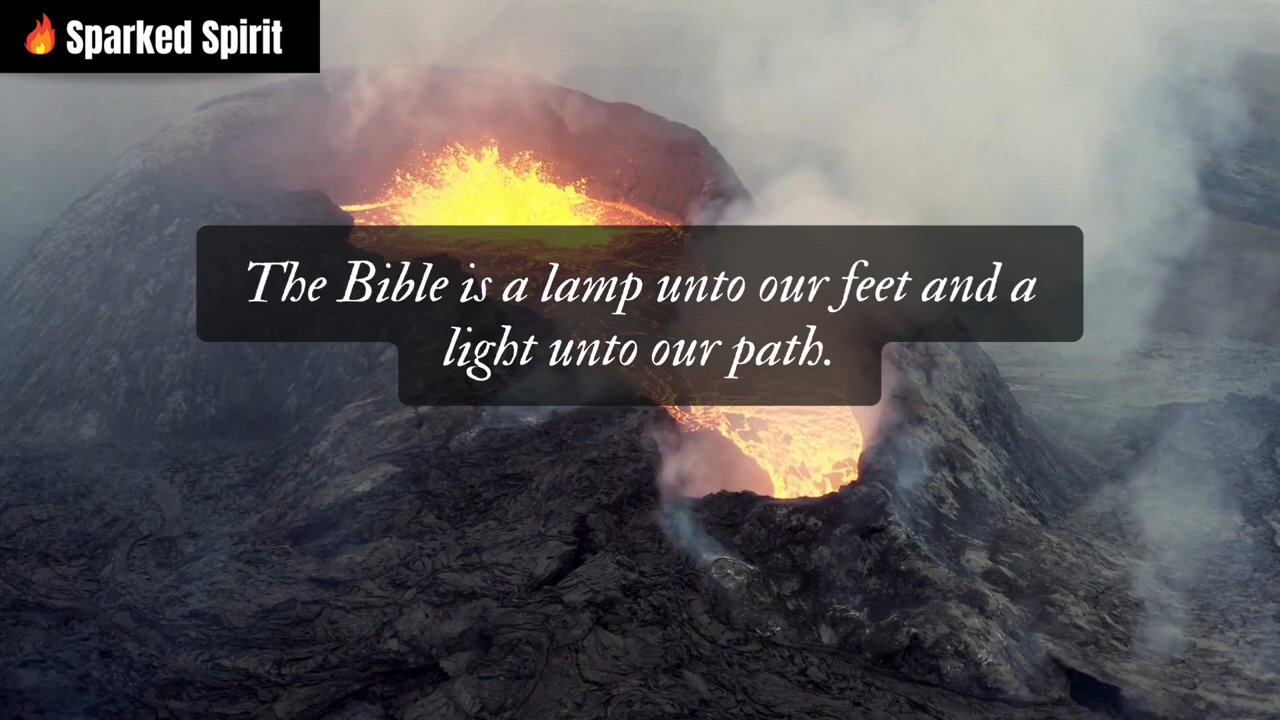 🔥 Sparked Spirit
The Bible is a lamp unto our feet and a
light unto our path.